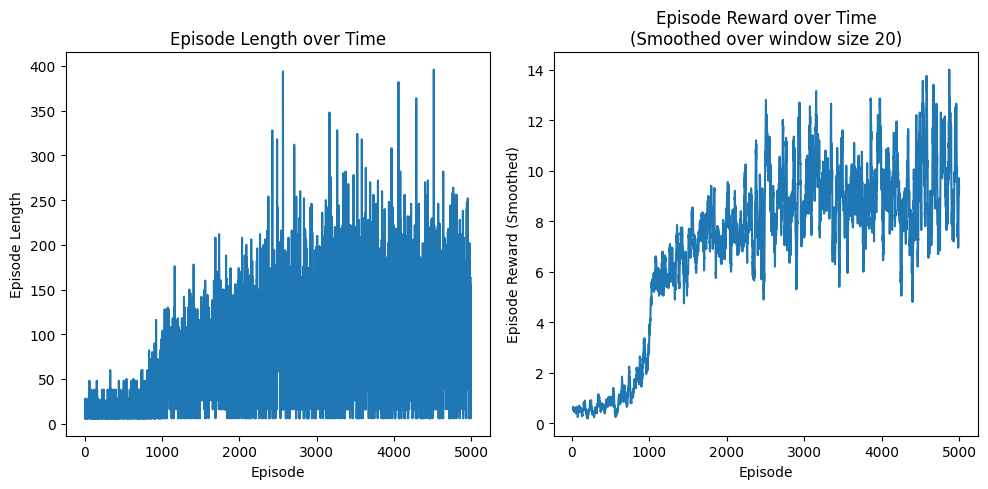 Episode Length over Time
Episode Length
400
350
300
250
200
150
100
50
0
0 1000 2000 3000 4000 5000
Episode
Episode Reward over Time
(Smoothed over window size 20)
Episode Reward (Smoothed)
14
12
10
8
6
4
2
0
0 1000 2000 3000 4000 5000
Episode